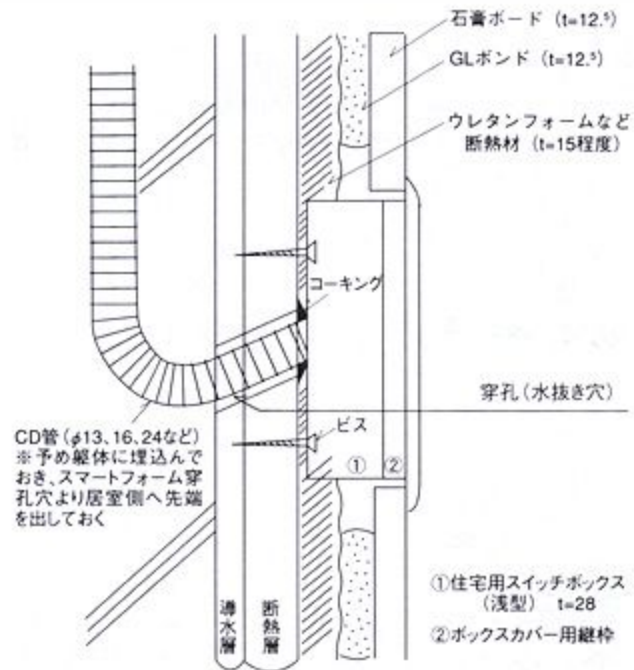 石膏ボード (t=12.⁵)
GLボンド (t=12.⁵)
ウレタンフォームなど
断熱材 (t=15程度)
コーキング
穿孔(水抜き穴)
ビス
CD管(φ13、16、24など)
※予め躯体に埋込んで
おき、スマートフォーム穿
孔穴より居室側へ先端
を出しておく
① ②
導水層
断熱層
①住宅用スイッチボックス
(浅型) t=28
②ボックスカバー用継枠